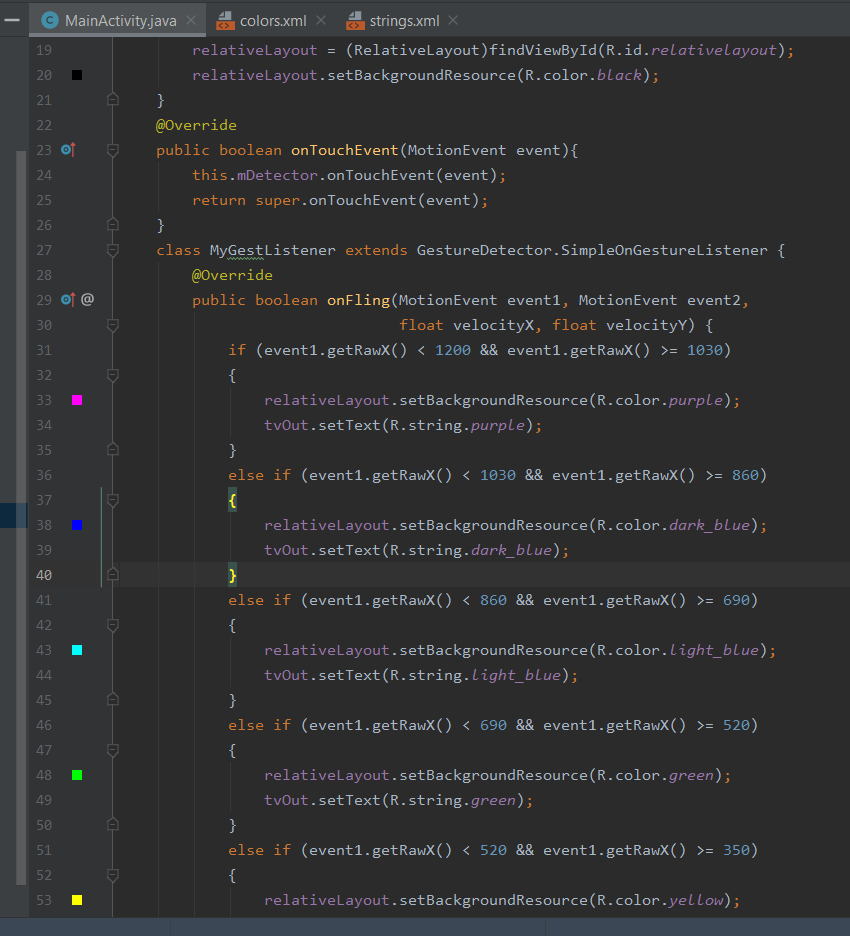 MainActivity.java colors.xml strings.xml
19 relativeLayout = (RelativeLayout)findViewById(R.id.relativelayout);
20 relativeLayout.setBackgroundResource(R.color.black);
21 }
22 @Override
23 public boolean onTouchEvent(MotionEvent event){
24 this.mDetector.onTouchEvent(event);
25 return super.onTouchEvent(event);
26 }
27 class MyGestListener extends GestureDetector.SimpleOnGestureListener {
28 @Override
29 @ public boolean onFling(MotionEvent event1, MotionEvent event2,
30 float velocityX, float velocityY) {
31 if (event1.getRawX() < 1200 && event1.getRawX() >= 1030)
32 {
33 relativeLayout.setBackgroundResource(R.color.purple);
34 tvOut.setText(R.string.purple);
35 }
36 else if (event1.getRawX() < 1030 && event1.getRawX() >= 860)
37 {
38 relativeLayout.setBackgroundResource(R.color.dark_blue);
39 tvOut.setText(R.string.dark_blue);
40 }
41 else if (event1.getRawX() < 860 && event1.getRawX() >= 690)
42 {
43 relativeLayout.setBackgroundResource(R.color.light_blue);
44 tvOut.setText(R.string.light_blue);
45 }
46 else if (event1.getRawX() < 690 && event1.getRawX() >= 520)
47 {
48 relativeLayout.setBackgroundResource(R.color.green);
49 tvOut.setText(R.string.green);
50 }
51 else if (event1.getRawX() < 520 && event1.getRawX() >= 350)
52 {
53 relativeLayout.setBackgroundResource(R.color.yellow);